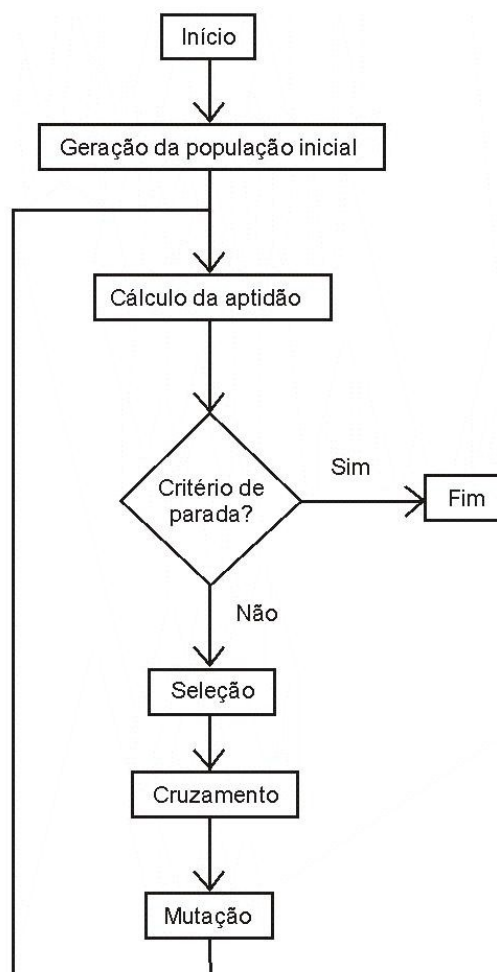 Início
Geração da população inicial
Cálculo da aptidão
Critério de
parada?
Sim
Fim
Não
Seleção
Cruzamento
Mutação